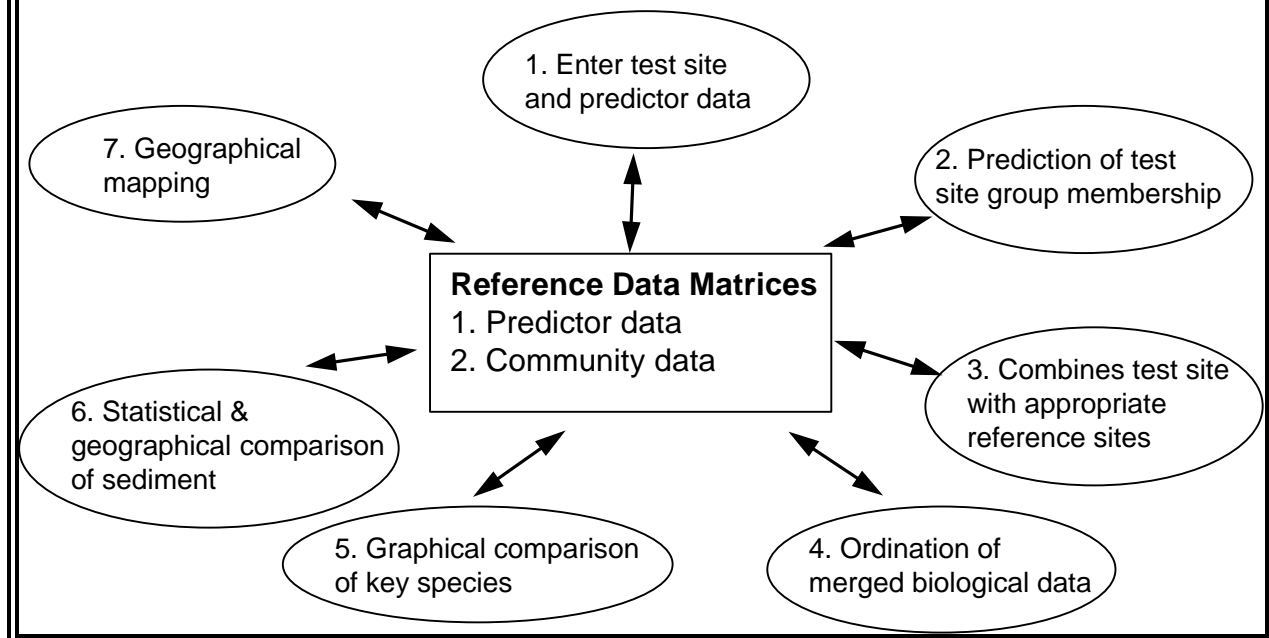 1. Enter test site
and predictor data
2. Prediction of test
site group membership
3. Combines test site
with appropriate
reference sites
4. Ordination of
merged biological data
5. Graphical comparison
of key species
6. Statistical &
geographical comparison
of sediment
7. Geographical
mapping
Reference Data Matrices
1. Predictor data
2. Community data